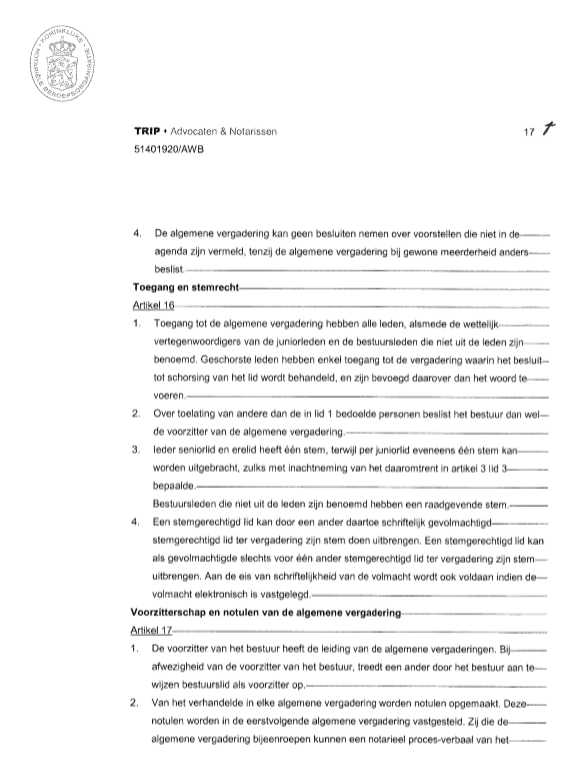 KONINKLIJKE NOTARIËLE BEROEPSORGANISATIE
TRIP • Advocaten & Notarissen 17
51401920/AWB
4. De algemene vergadering kan geen besluiten nemen over voorstellen die niet in de
agenda zijn vermeld, tenzij de algemene vergadering bij gewone meerderheid anders
beslist.
Toegang en stemrecht
Artikel 16
1. Toegang tot de algemene vergadering hebben alle leden, alsmede de wettelijk
vertegenwoordigers van de juniorleden en de bestuursleden die niet uit de leden zijn
benoemd. Geschorste leden hebben enkel toegang tot de vergadering waarin het besluit
tot schorsing van het lid wordt behandeld, en zijn bevoegd daarover dan het woord te
voeren.
2. Over toelating van andere dan de in lid 1 bedoelde personen beslist het bestuur dan wel
de voorzitter van de algemene vergadering.
3. Ieder seniorlid en erelid heeft één stem, terwijl per juniorlid eveneens één stem kan
worden uitgebracht, zulks met inachtneming van het daaromtrent in artikel 3 lid 3
bepaalde.
Bestuursleden die niet uit de leden zijn benoemd hebben een raadgevende stem.
4. Een stemgerechtigd lid kan door een ander daartoe schriftelijk gevolmachtigd
stemgerechtigd lid ter vergadering zijn stem doen uitbrengen. Een stemgerechtigd lid kan
als gevolmachtigde slechts voor één ander stemgerechtigd lid ter vergadering zijn stem
uitbrengen. Aan de eis van schriftelijkheid van de volmacht wordt ook voldaan indien de
volmacht elektronisch is vastgelegd.
Voorzitterschap en notulen van de algemene vergadering
Artikel 17
1. De voorzitter van het bestuur heeft de leiding van de algemene vergaderingen. Bij
afwezigheid van de voorzitter van het bestuur, treedt een ander door het bestuur aan te
wijzen bestuurslid als voorzitter op.
2. Van het verhandelde in elke algemene vergadering worden notulen opgemaakt. Deze
notulen worden in de eerstvolgende algemene vergadering vastgesteld. Zij die de
algemene vergadering bijeenroepen kunnen een notarieel proces-verbaal van het